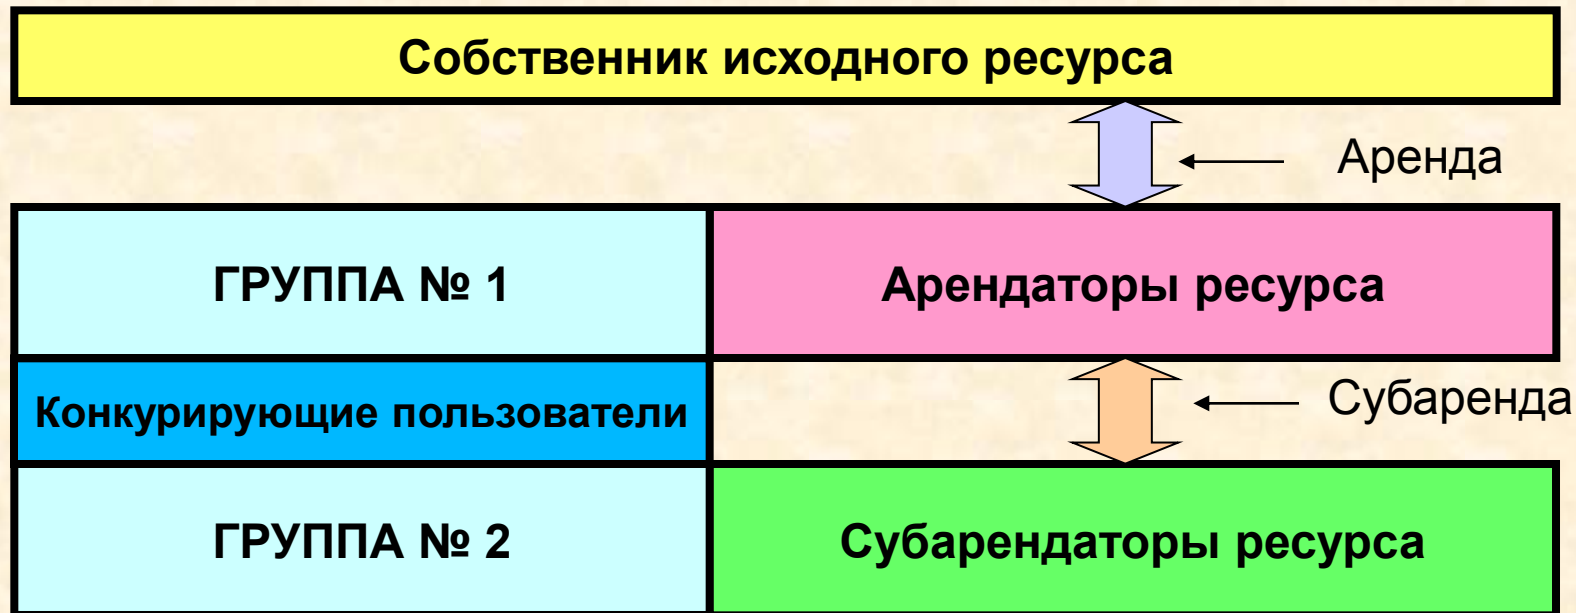 Собственник исходного ресурса
Аренда
ГРУППА № 1
Арендаторы ресурса
Конкурирующие пользователи
Субаренда
ГРУППА № 2
Субарендаторы ресурса